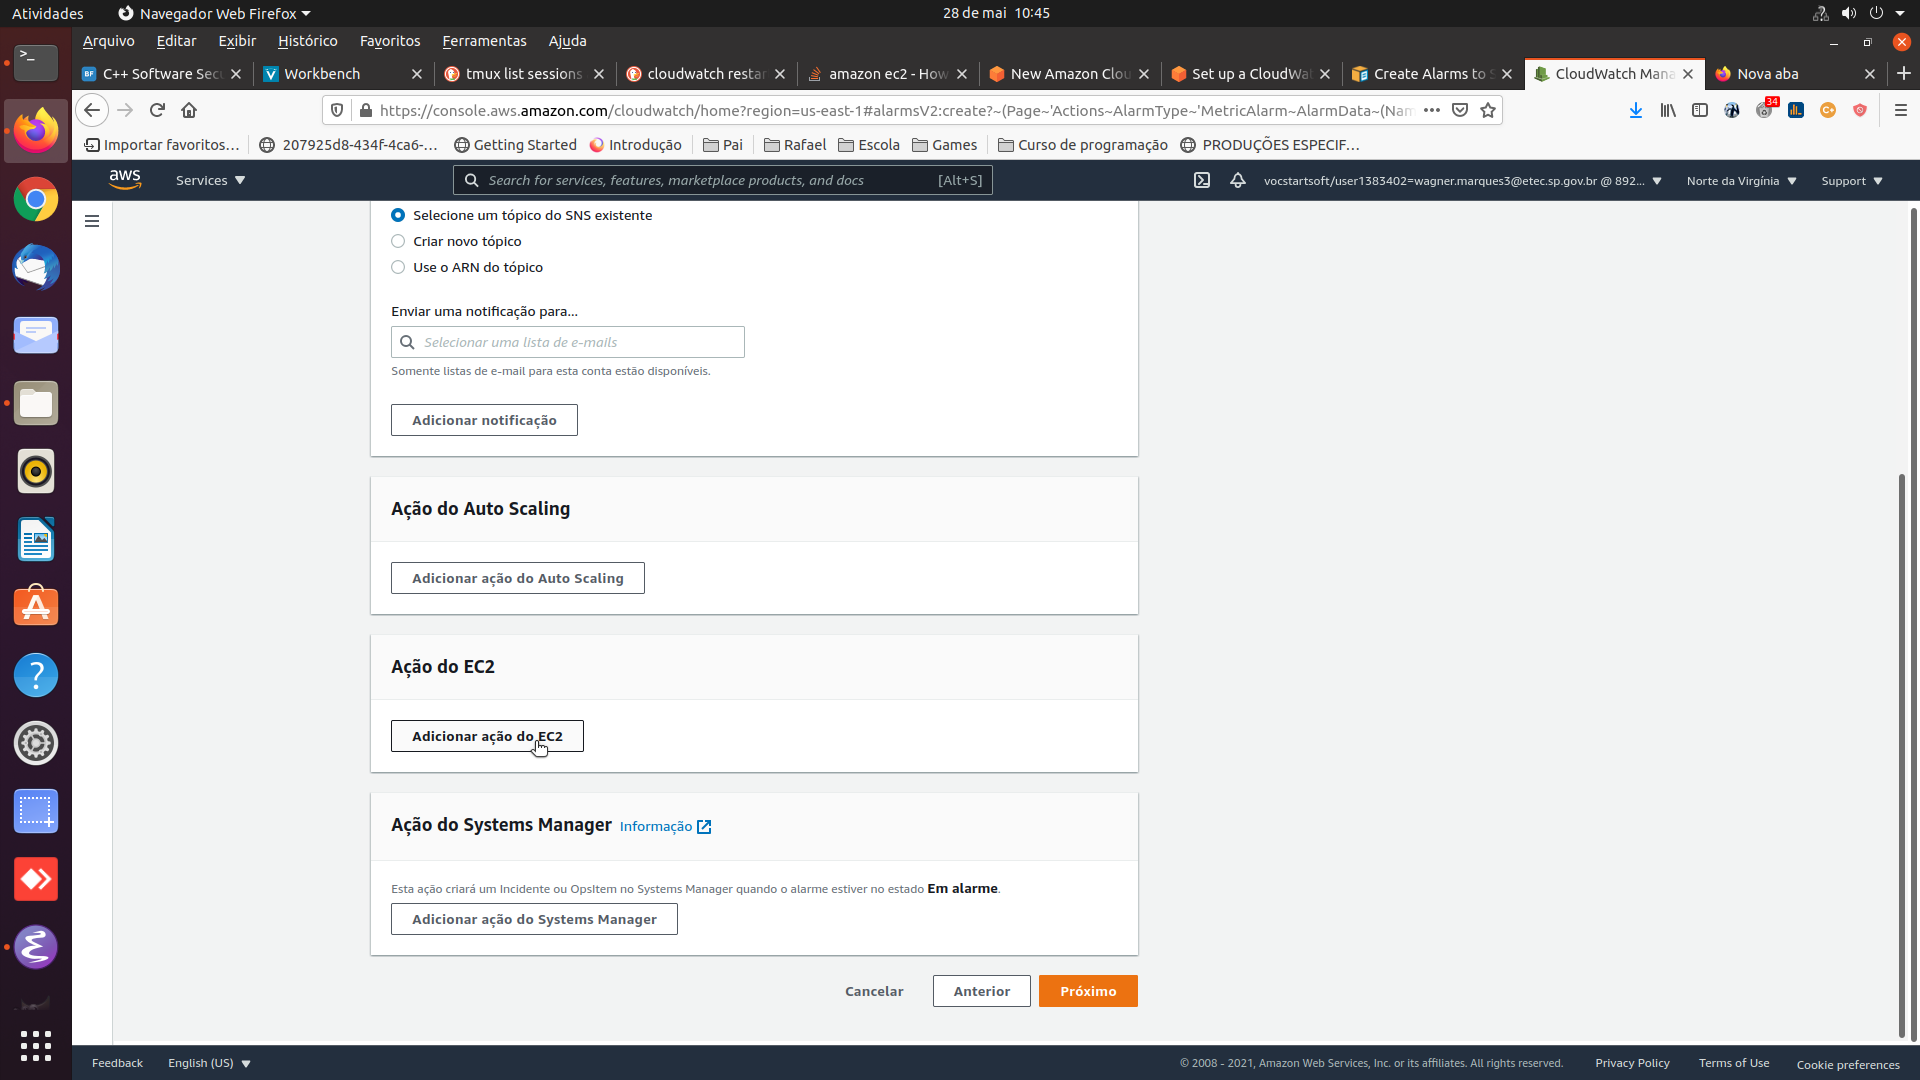 Atividades
Navegador Web Firefox
28 de mai 10:45
Arquivo Editar Exibir Histórico Favoritos Ferramentas Ajuda
C++ Software Sec
Workbench
tmux list sessions
cloudwatch restar
amazon ec2 - How
New Amazon Clou
Set up a CloudWat
Create Alarms to S
CloudWatch Mana
Nova aba
https://console.aws.amazon.com/cloudwatch/home?region=us-east-1#alarmsV2:create?~(Page~'Actions~AlarmType~'MetricAlarm~AlarmData~(Nam
34
Importar favoritos…
207925d8-434f-4ca6-…
Getting Started
Introdução
Pai
Rafael
Escola
Games
Curso de programação
PRODUÇÕES ESPECIF…
aws
Services
Search for services, features, marketplace products, and docs
[Alt+S]
vocstartsoft/user1383402=wagner.marques3@etec.sp.gov.br @ 892...
Norte da Virgínia
Support
Selecione um tópico do SNS existente
Criar novo tópico
Use o ARN do tópico
Enviar uma notificação para...
Selecionar uma lista de e-mails
Somente listas de e-mail para esta conta estão disponíveis.
Adicionar notificação
Ação do Auto Scaling
Adicionar ação do Auto Scaling
Ação do EC2
Adicionar ação do EC2
Ação do Systems Manager Informação
Esta ação criará um Incidente ou OpsItem no Systems Manager quando o alarme estiver no estado Em alarme.
Adicionar ação do Systems Manager
Cancelar
Anterior
Próximo
Feedback
English (US)
© 2008 - 2021, Amazon Web Services, Inc. or its affiliates. All rights reserved.
Privacy Policy
Terms of Use
Cookie preferences